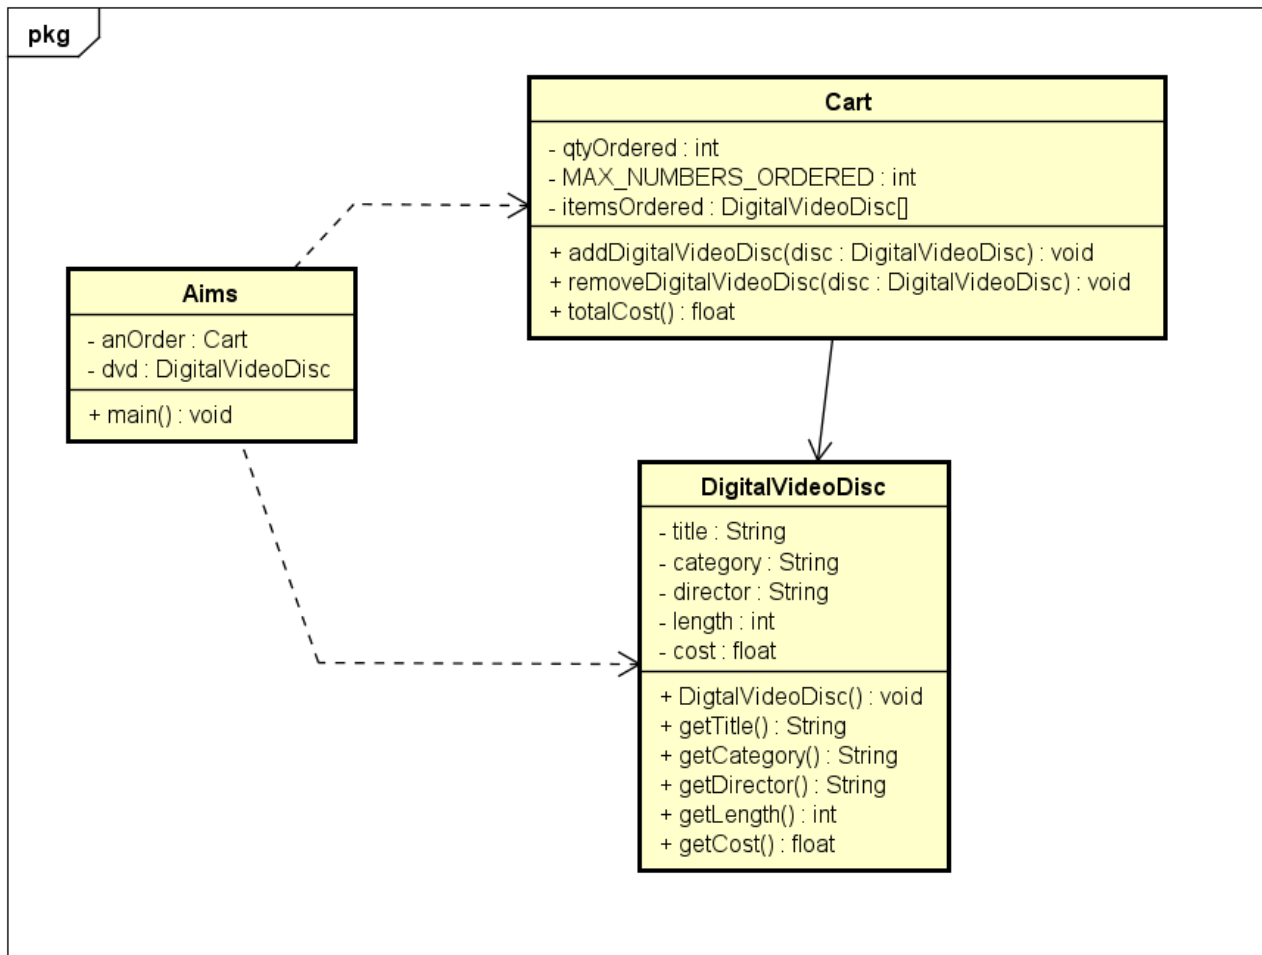 pkg
Cart
- qtyOrdered : int
- MAX_NUMBERS_ORDERED : int
- itemsOrdered : DigitalVideoDisc[]
+ addDigitalVideoDisc(disc : DigitalVideoDisc) : void
+ removeDigitalVideoDisc(disc : DigitalVideoDisc) : void
+ totalCost() : float
Aims
- anOrder : Cart
- dvd : DigitalVideoDisc
+ main() : void
DigitalVideoDisc
- title : String
- category : String
- director : String
- length : int
- cost : float
+ DigtalVideoDisc() : void
+ getTitle() : String
+ getCategory() : String
+ getDirector() : String
+ getLength() : int
+ getCost() : float